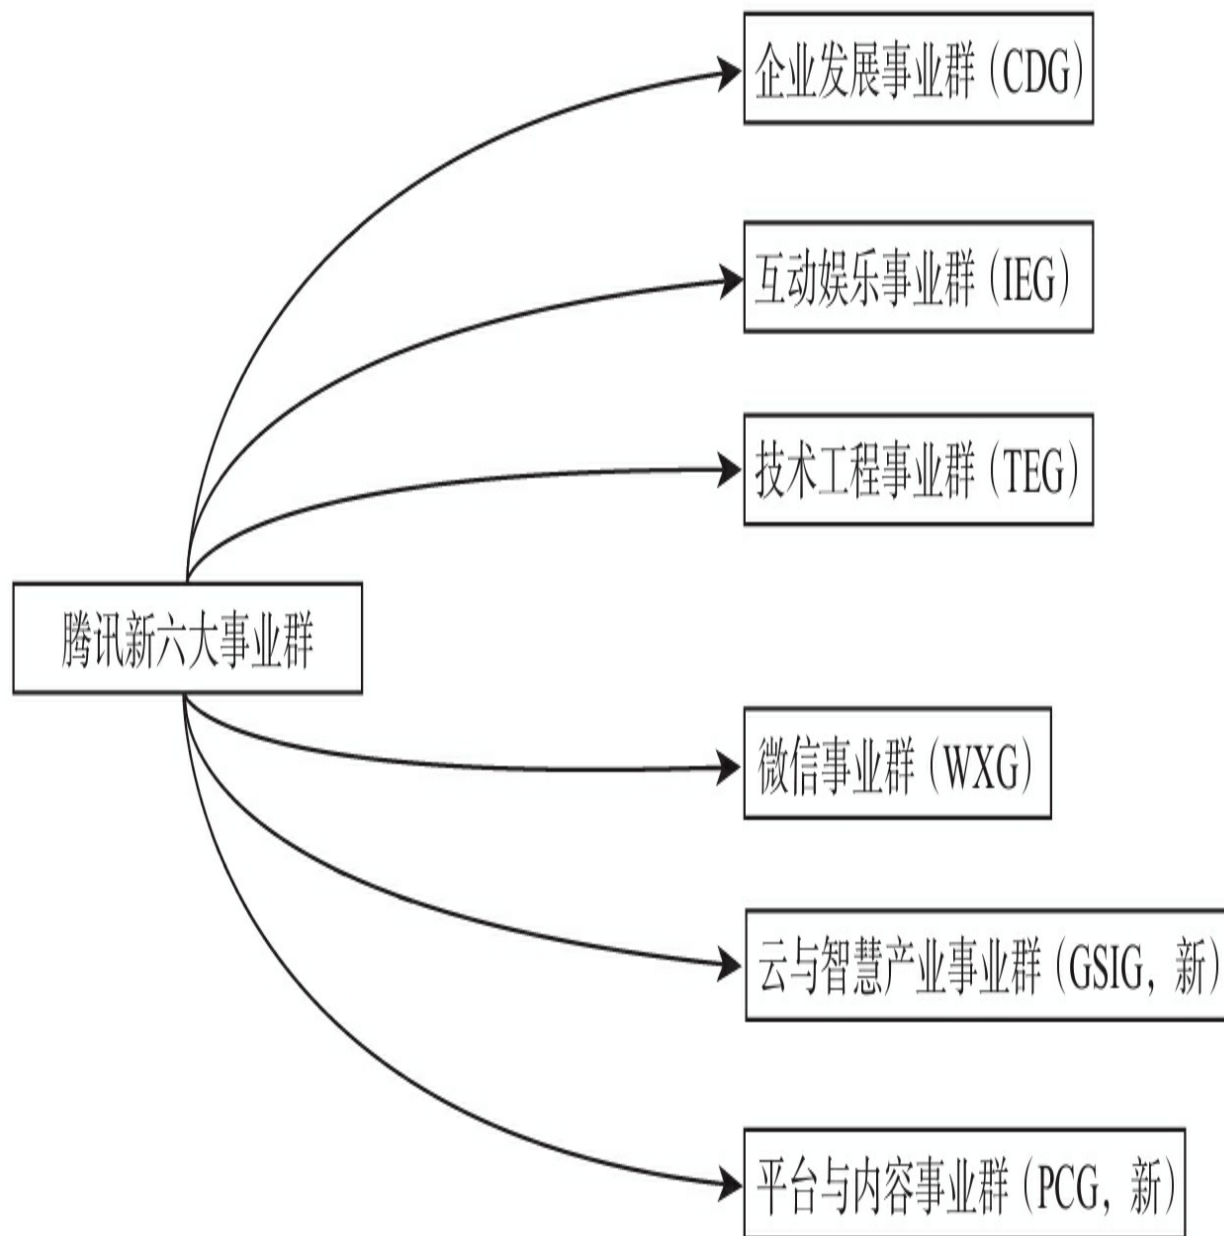 企业发展事业群（CDG）
互动娱乐事业群（IEG）
技术工程事业群（TEG）
腾讯新六大事业群
微信事业群（WXG）
云与智慧产业事业群（GSIG，新）
平台与内容事业群（PCG，新）